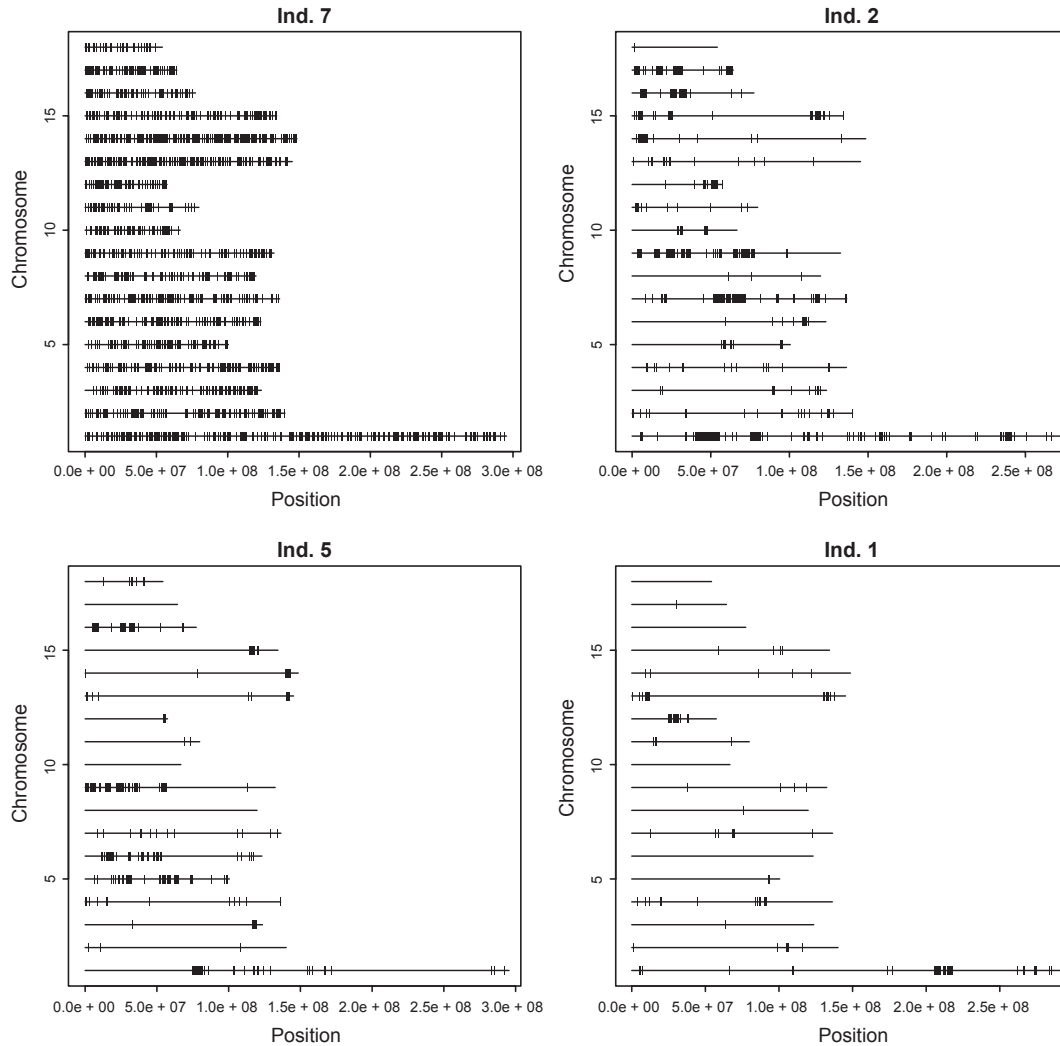 Ind. 7
Chromosome
15
10
5
0.0e + 00 5.0e + 07 1.0e + 08 1.5e + 08 2.0e + 08 2.5e + 08 3.0e + 08
Position
Ind. 2
Chromosome
15
10
5
0.0e + 00 5.0e + 07 1.0e + 08 1.5e + 08 2.0e + 08 2.5e + 08
Position
Ind. 5
Chromosome
15
10
5
0.0e + 00 5.0e + 07 1.0e + 08 1.5e + 08 2.0e + 08 2.5e + 08 3.0e + 08
Position
Ind. 1
Chromosome
15
10
5
0.0e + 00 5.0e + 07 1.0e + 08 1.5e + 08 2.0e + 08 2.5e + 08
Position